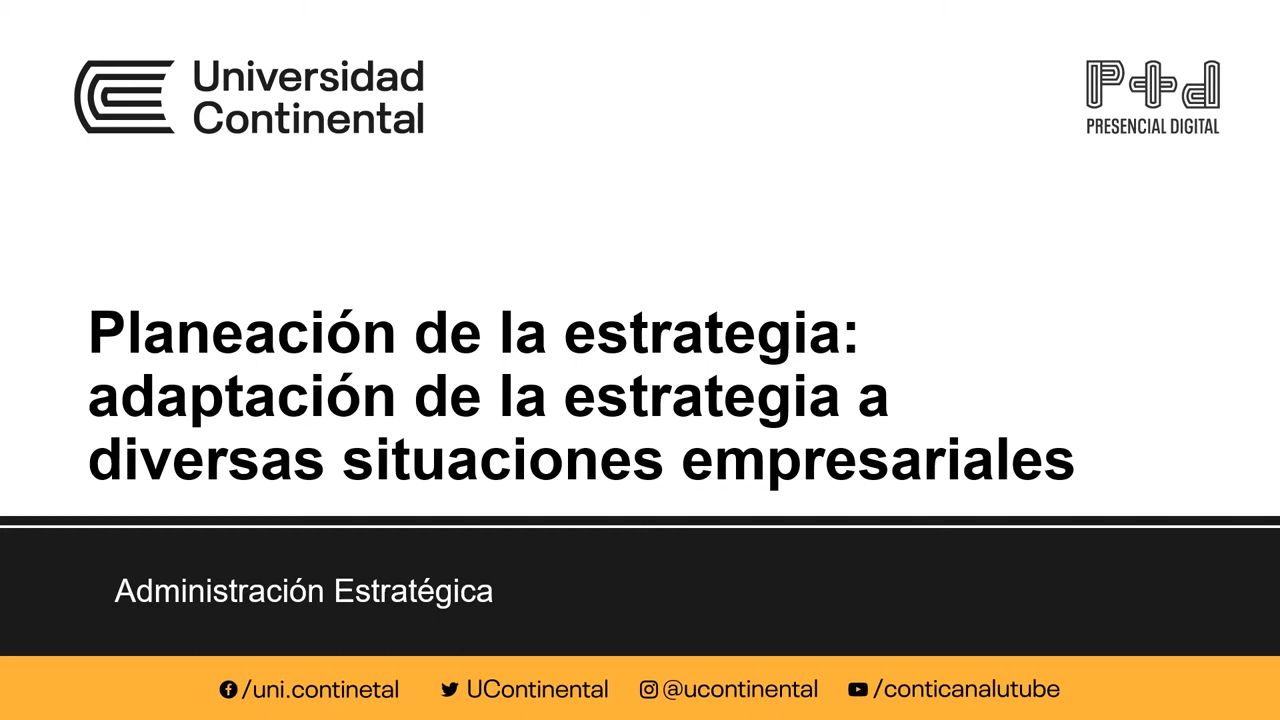 Universidad
Continental
P+d
PRESENCIAL DIGITAL
Planeación de la estrategia:
adaptación de la estrategia a
diversas situaciones empresariales
Administración Estratégica
/uni.continetal UContinental @ucontinental /conticanalutube